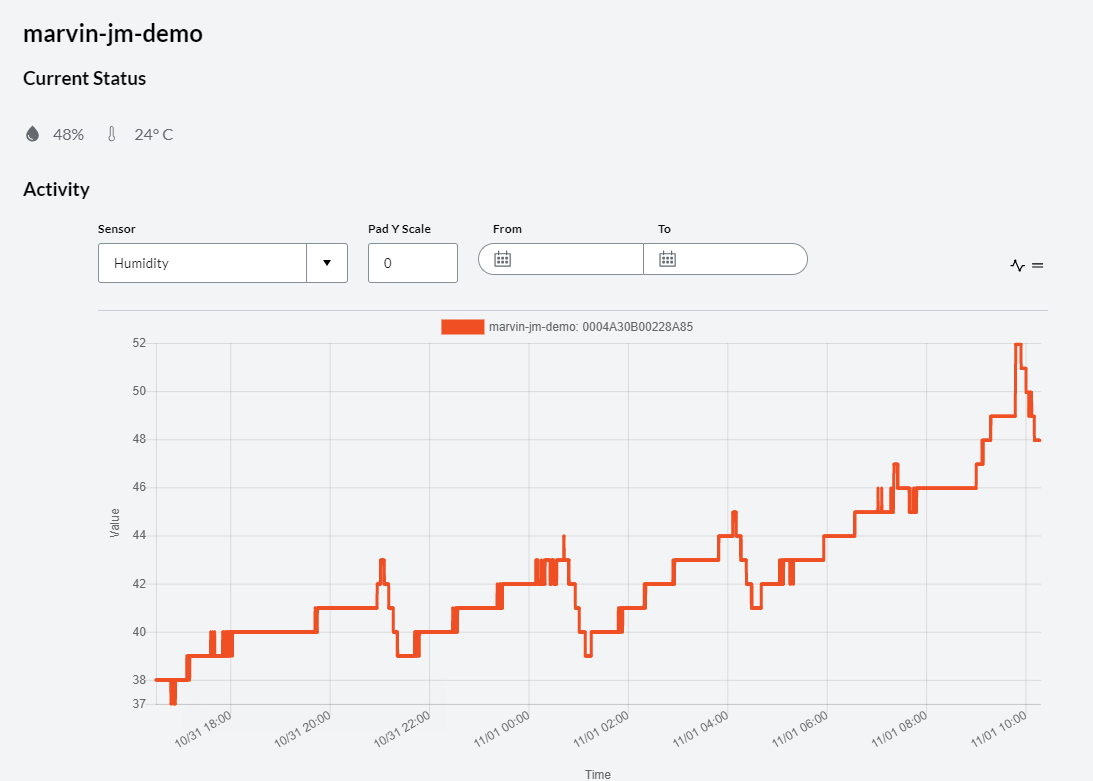 marvin-jm-demo
Current Status
48% 24° C
Activity
Sensor Pad Y Scale From To
Humidity 0
marvin-jm-demo: 0004A30B00228A85
52
50
48
46
44
42
40
38
37
Value
10/31 18:00 10/31 20:00 10/31 22:00 11/01 00:00 11/01 02:00 11/01 04:00 11/01 06:00 11/01 08:00 11/01 10:00
Time